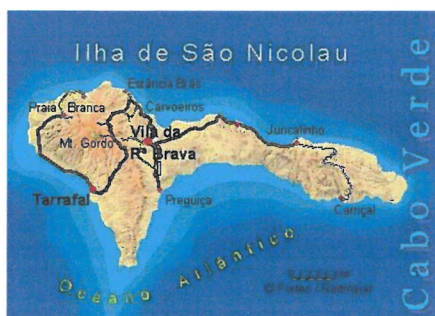 Ilha de São Nicolau
Cabo Verde
Estância Brás
Praia Branca
Carvoeiros
Vila da
Rª Brava
Mt. Gordo
Juncalinho
Tarrafal
Preguiça
Carriçal
Oceano Atlântico